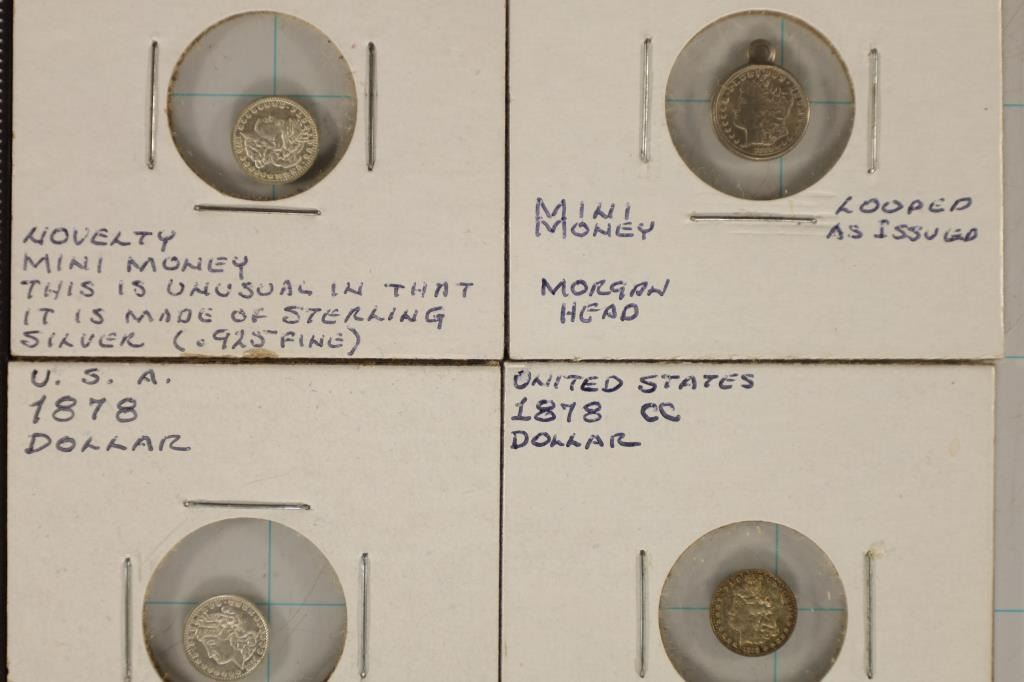 NOVELTY
MINI MONEY
THIS IS UNUSUAL IN THAT
IT IS MADE OF STERLING
SILVER (.925 FINE)
MINI
MONEY
LOOPED
AS ISSUED
MORGAN
HEAD
U. S. A.
1878
DOLLAR
UNITED STATES
1878 CC
DOLLAR